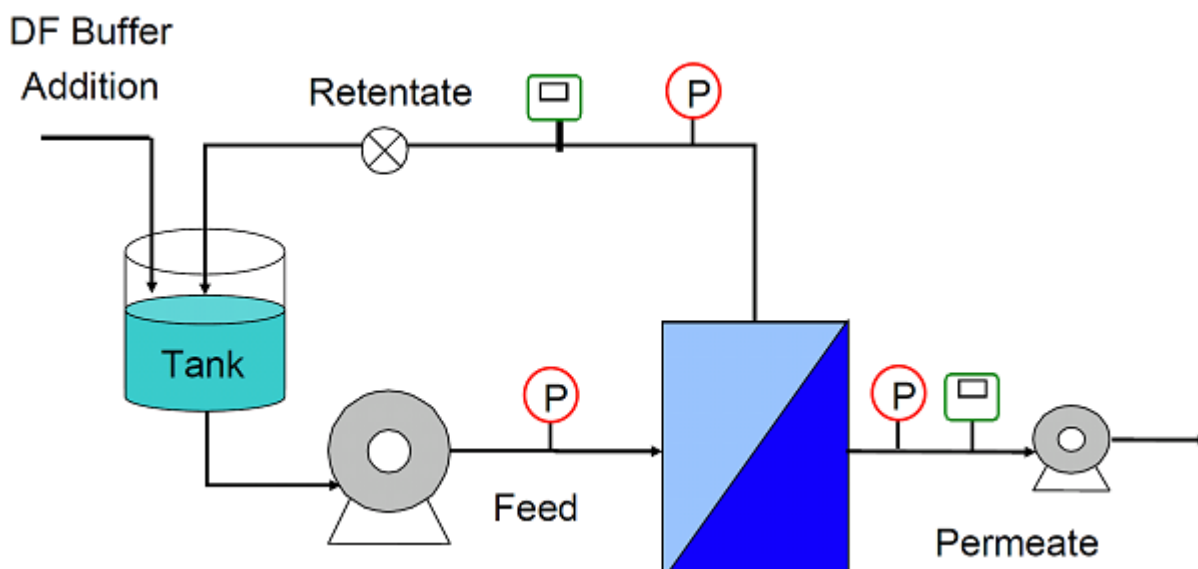 DF Buffer
Addition
Retentate
P
Tank
P
P
Feed
Permeate